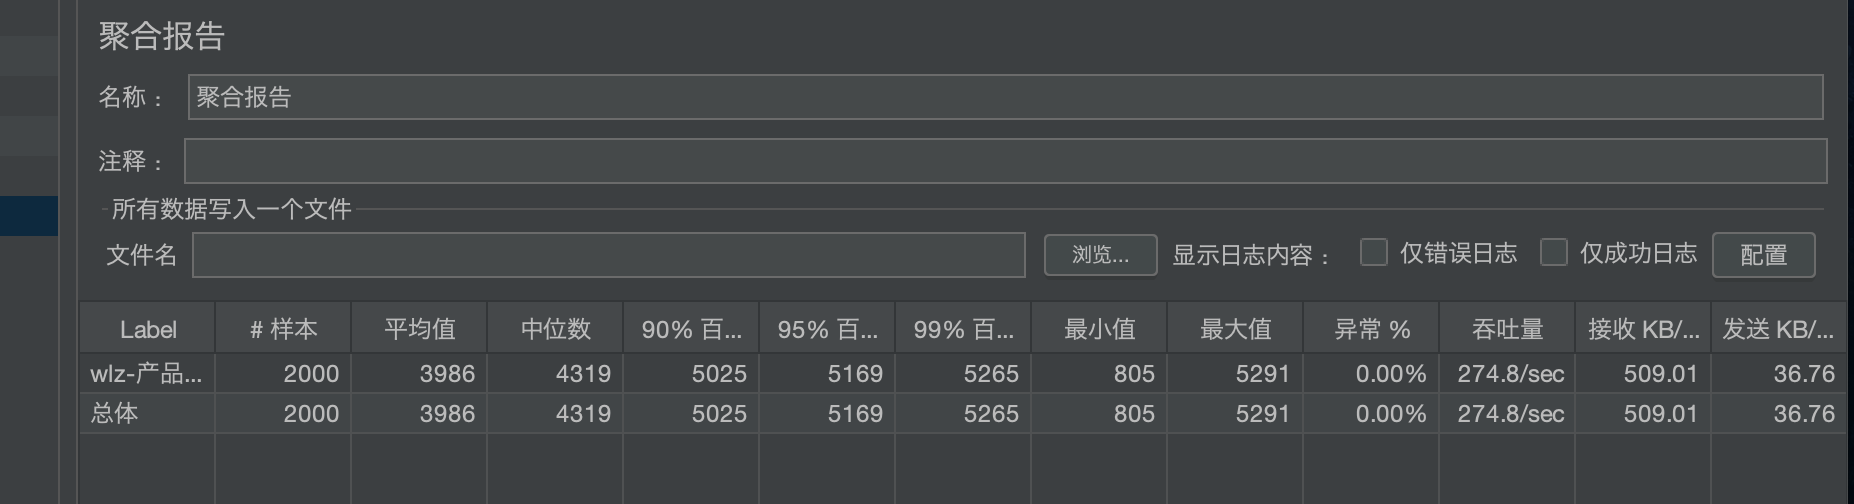 聚合报告
名称： 聚合报告
注释：
所有数据写入一个文件
文件名 浏览... 显示日志内容： 仅错误日志 仅成功日志 配置
Label # 样本 平均值 中位数 90% 百... 95% 百... 99% 百... 最小值 最大值 异常 % 吞吐量 接收 KB/... 发送 KB/...
wlz-产品... 2000 3986 4319 5025 5169 5265 805 5291 0.00% 274.8/sec 509.01 36.76
总体 2000 3986 4319 5025 5169 5265 805 5291 0.00% 274.8/sec 509.01 36.76